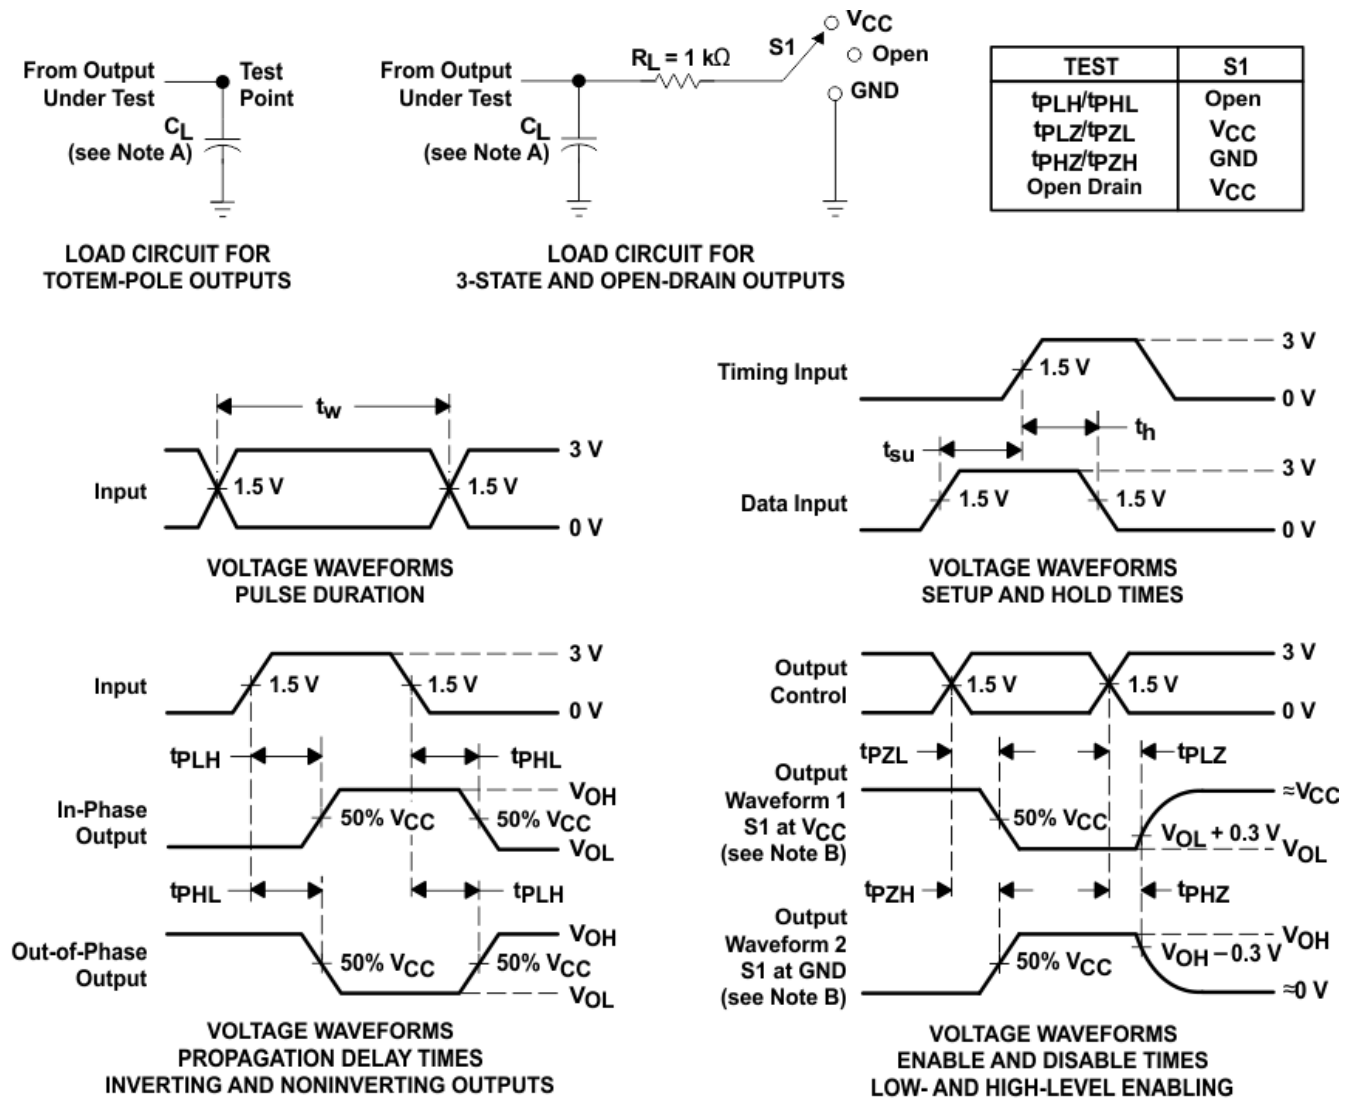 From Output
Under Test
Test
Point
CL
(see Note A)
LOAD CIRCUIT FOR
TOTEM-POLE OUTPUTS
From Output
Under Test
RL = 1 kΩ
S1
VCC
Open
GND
CL
(see Note A)
LOAD CIRCUIT FOR
3-STATE AND OPEN-DRAIN OUTPUTS
TEST S1
tPLH/tPHL Open
tPLZ/tPZL VCC
tPHZ/tPZH GND
Open Drain VCC
tw
Input
3 V
1.5 V
1.5 V
0 V
VOLTAGE WAVEFORMS
PULSE DURATION
Timing Input
3 V
1.5 V
0 V
th
tsu
Data Input
3 V
1.5 V
1.5 V
0 V
VOLTAGE WAVEFORMS
SETUP AND HOLD TIMES
Input
3 V
1.5 V
1.5 V
0 V
tPLH
tPHL
In-Phase
Output
VOH
50% VCC
50% VCC
VOL
tPHL
tPLH
Out-of-Phase
Output
VOH
50% VCC
50% VCC
VOL
VOLTAGE WAVEFORMS
PROPAGATION DELAY TIMES
INVERTING AND NONINVERTING OUTPUTS
Output
Control
3 V
1.5 V
1.5 V
0 V
tPZL
tPLZ
Output
Waveform 1
S1 at VCC
(see Note B)
≈VCC
50% VCC
VOL + 0.3 V
VOL
tPZH
tPHZ
Output
Waveform 2
S1 at GND
(see Note B)
VOH
50% VCC
VOH − 0.3 V
≈0 V
VOLTAGE WAVEFORMS
ENABLE AND DISABLE TIMES
LOW- AND HIGH-LEVEL ENABLING